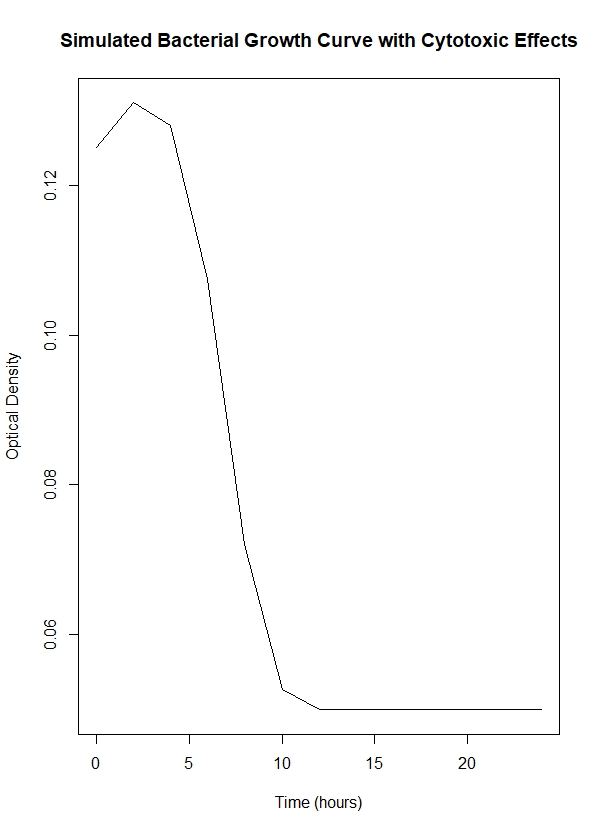 Simulated Bacterial Growth Curve with Cytotoxic Effects
0.12
0.10
0.08
0.06
Optical Density
0 5 10 15 20
Time (hours)